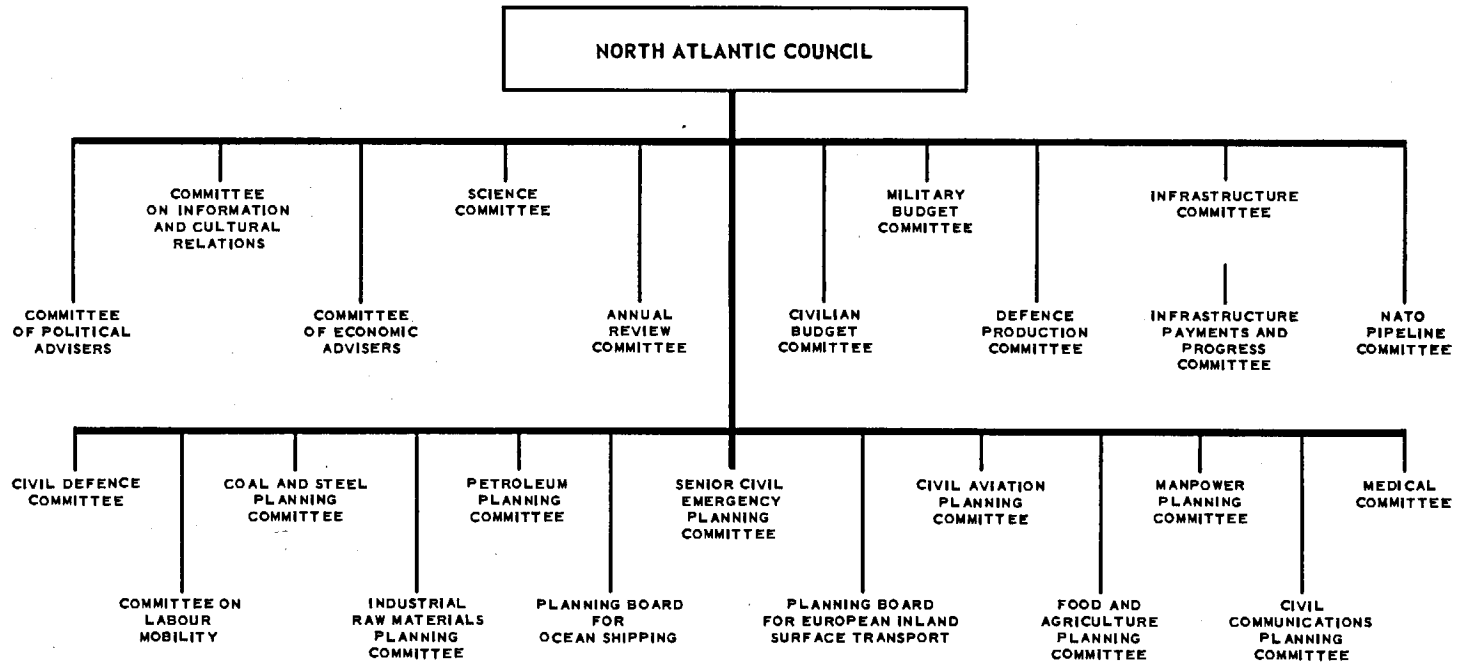 NORTH ATLANTIC COUNCIL
COMMITTEE
ON INFORMATION
AND CULTURAL
RELATIONS
SCIENCE
COMMITTEE
MILITARY
BUDGET
COMMITTEE
INFRASTRUCTURE
COMMITTEE
COMMITTEE
OF POLITICAL
ADVISERS
COMMITTEE
OF ECONOMIC
ADVISERS
ANNUAL
REVIEW
COMMITTEE
CIVILIAN
BUDGET
COMMITTEE
DEFENCE
PRODUCTION
COMMITTEE
INFRASTRUCTURE
PAYMENTS AND
PROGRESS
COMMITTEE
NATO
PIPELINE
COMMITTEE
CIVIL DEFENCE
COMMITTEE
COAL AND STEEL
PLANNING
COMMITTEE
PETROLEUM
PLANNING
COMMITTEE
SENIOR CIVIL
EMERGENCY
PLANNING
COMMITTEE
CIVIL AVIATION
PLANNING
COMMITTEE
MANPOWER
PLANNING
COMMITTEE
MEDICAL
COMMITTEE
COMMITTEE ON
LABOUR
MOBILITY
INDUSTRIAL
RAW MATERIALS
PLANNING
COMMITTEE
PLANNING BOARD
FOR
OCEAN SHIPPING
PLANNING BOARD
FOR EUROPEAN INLAND
SURFACE TRANSPORT
FOOD AND
AGRICULTURE
PLANNING
COMMITTEE
CIVIL
COMMUNICATIONS
PLANNING
COMMITTEE